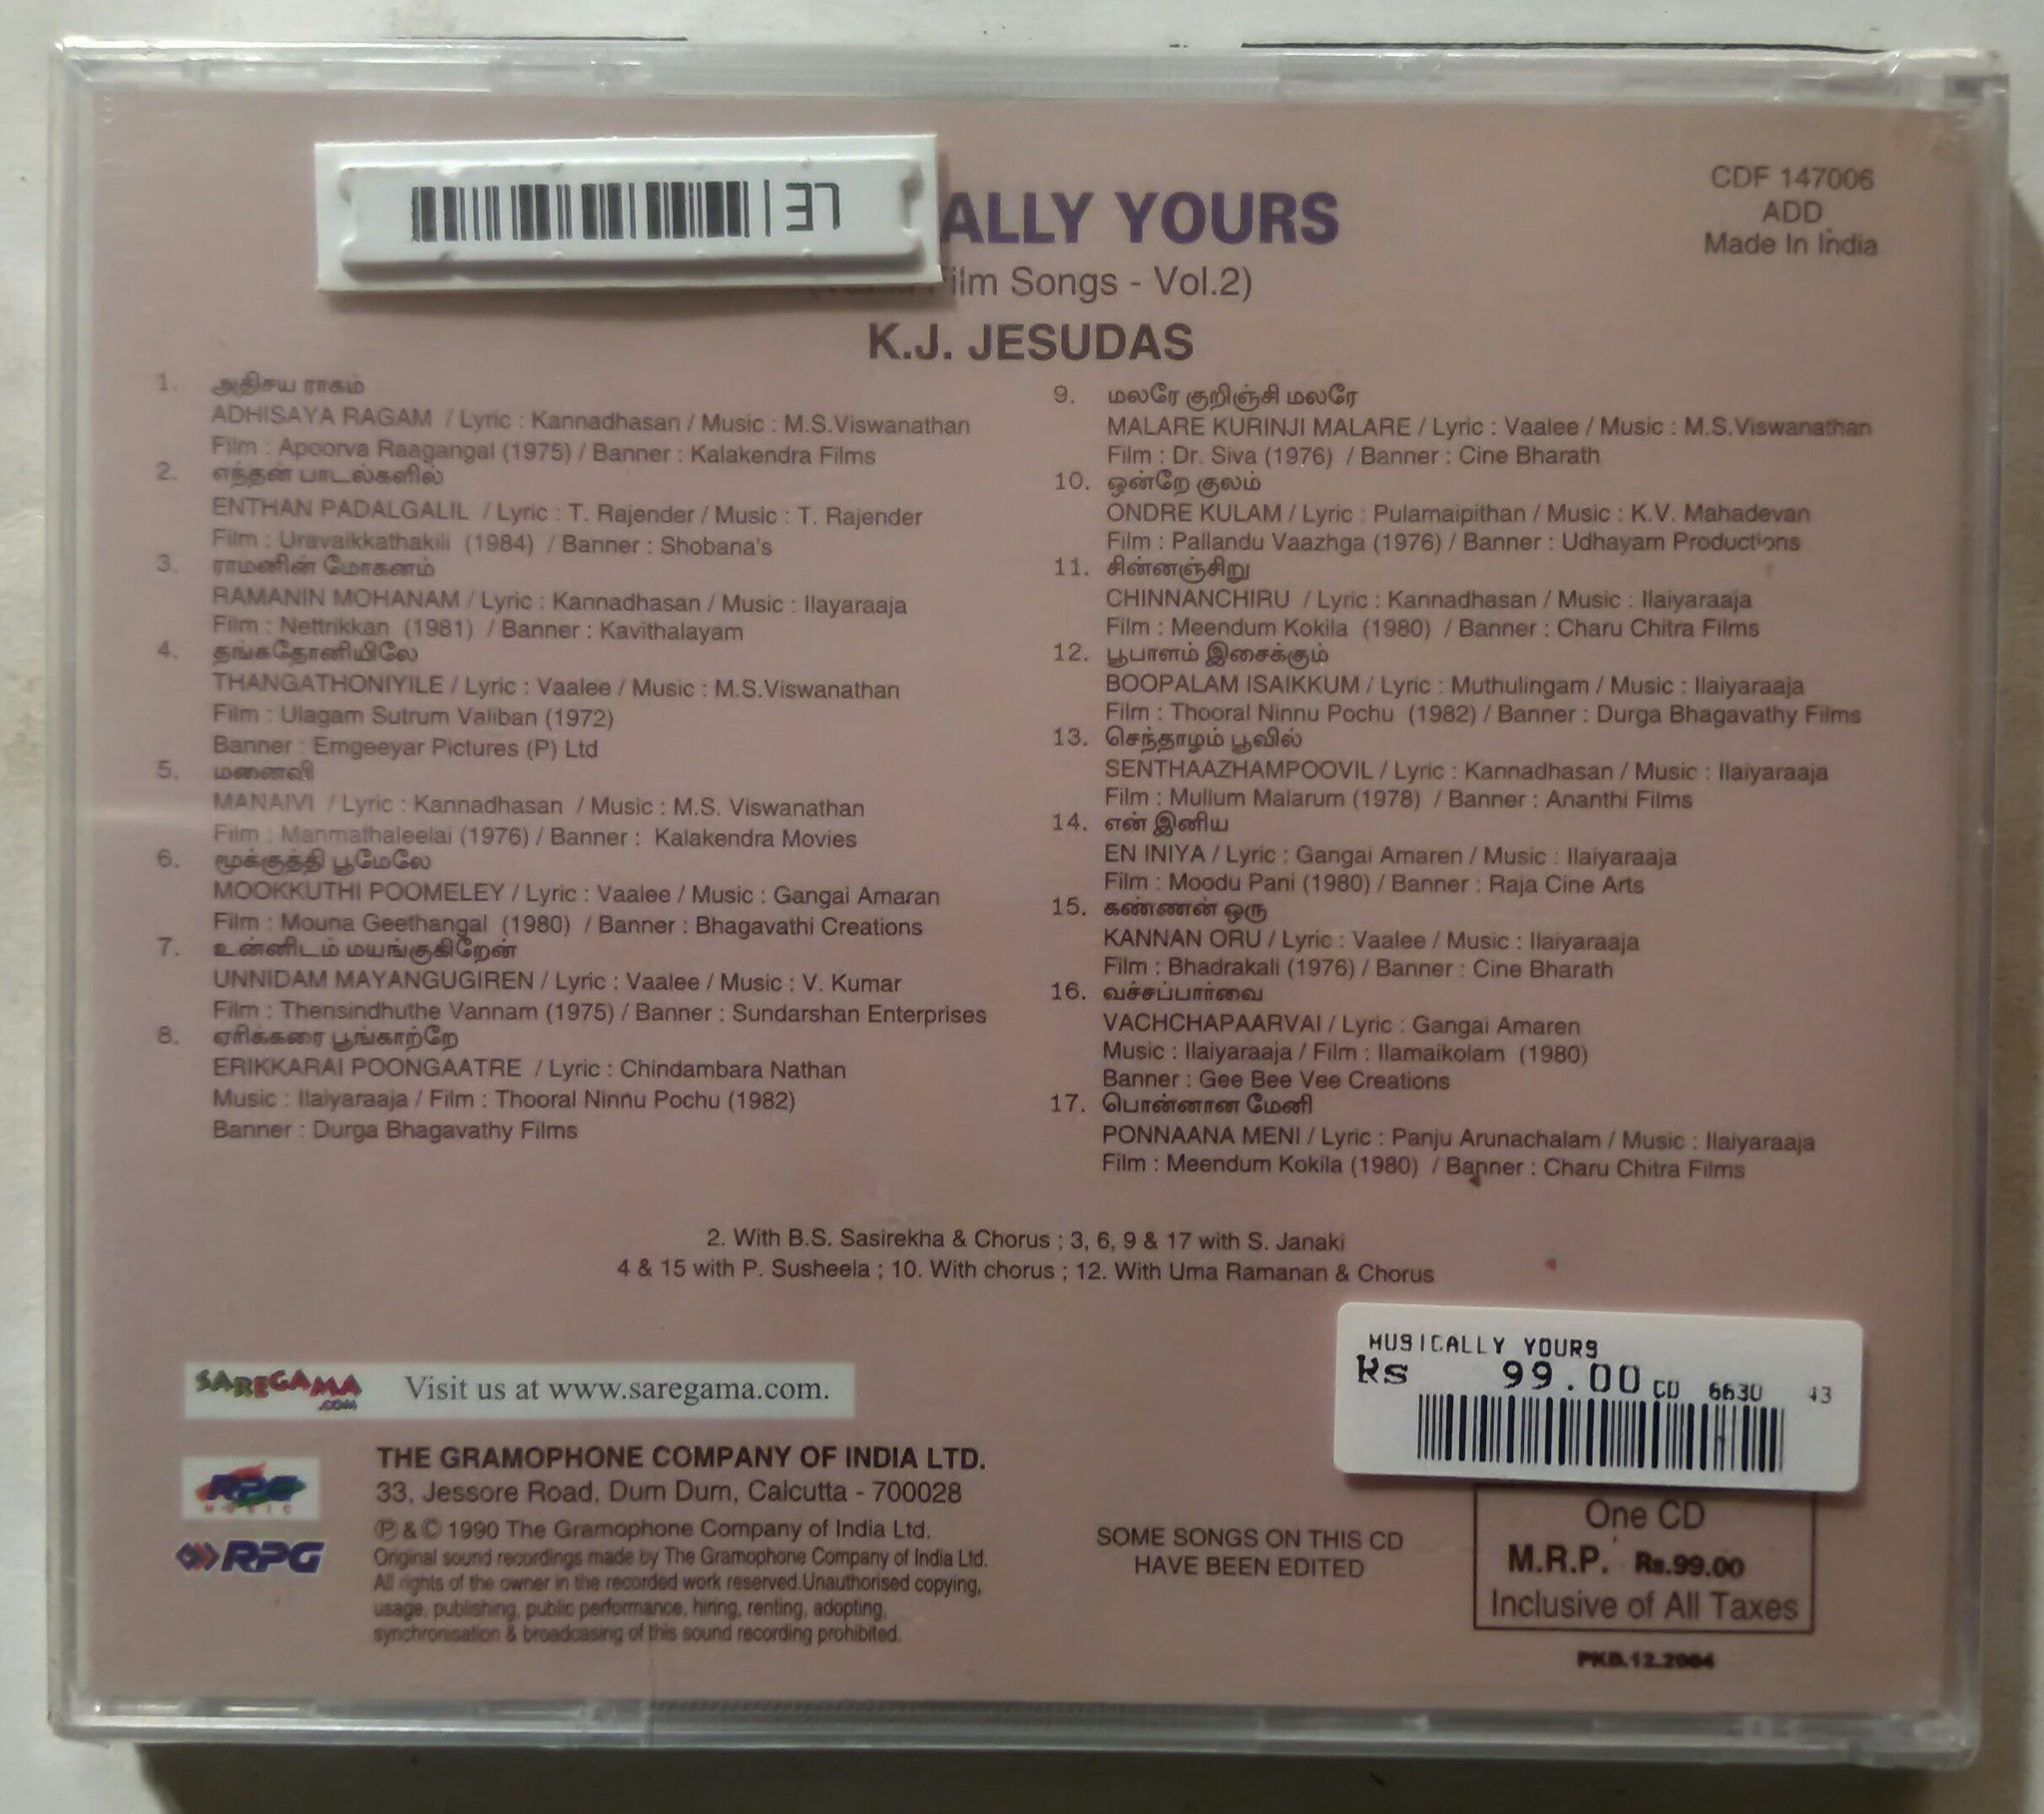 37
ALLY YOURS
ilm Songs - Vol.2)
K.J. JESUDAS
CDF 147006
ADD
Made In India
1. அதிசய ராகம்
ADHISAYA RAGAM / Lyric : Kannadhasan / Music : M.S.Viswanathan
Film : Apoorva Raagangal (1975) / Banner : Kalakendra Films
2. எந்தன் பாடல்களில்
ENTHAN PADALGALIL / Lyric : T. Rajender / Music : T. Rajender
Film : Uravaikkathakili (1984) / Banner : Shobana's
3. ராமனின் மோகனம்
RAMANIN MOHANAM / Lyric : Kannadhasan / Music : Ilayaraaja
Film : Nettrikkan (1981) / Banner : Kavithalayam
4. தங்கதோனியிலே
THANGATHONIYILE / Lyric : Vaalee / Music : M.S.Viswanathan
Film : Ulagam Sutrum Valiban (1972)
Banner : Emgeeyar Pictures (P) Ltd
5. மனைவி
MANAIVI / Lyric : Kannadhasan / Music : M.S. Viswanathan
Film : Manmathaleelai (1976) / Banner : Kalakendra Movies
6. மூக்குத்தி பூமேலே
MOOKKUTHI POOMELEY / Lyric : Vaalee / Music : Gangai Amaran
Film : Mouna Geethangal (1980) / Banner : Bhagavathi Creations
7. உன்னிடம் மயங்குகிறேன்
UNNIDAM MAYANGUGIREN / Lyric : Vaalee / Music : V. Kumar
Film : Thensindhuthe Vannam (1975) / Banner : Sundarshan Enterprises
8. ஏரிக்கரை பூங்காற்றே
ERIKKARAI POONGAATRE / Lyric : Chindambara Nathan
Music : Ilaiyaraaja / Film : Thooral Ninnu Pochu (1982)
Banner : Durga Bhagavathy Films
9. மலரே குறிஞ்சி மலரே
MALARE KURINJI MALARE / Lyric : Vaalee / Music : M.S.Viswanathan
Film : Dr. Siva (1976) / Banner : Cine Bharath
10. ஒன்றே குலம்
ONDRE KULAM / Lyric : Pulamaipithan / Music : K.V. Mahadevan
Film : Pallandu Vaazhga (1976) / Banner : Udhayam Productions
11. சின்னஞ்சிறு
CHINNANCHIRU / Lyric : Kannadhasan / Music : Ilaiyaraaja
Film : Meendum Kokila (1980) / Banner : Charu Chitra Films
12. பூபாளம் இசைக்கும்
BOOPALAM ISAIKKUM / Lyric : Muthulingam / Music : Ilaiyaraaja
Film : Thooral Ninnu Pochu (1982) / Banner : Durga Bhagavathy Films
13. செந்தாழம் பூவில்
SENTHAAZHAMPOOVIL / Lyric : Kannadhasan / Music : Ilaiyaraaja
Film : Mullum Malarum (1978) / Banner : Ananthi Films
14. என் இனிய
EN INIYA / Lyric : Gangai Amaren / Music : Ilaiyaraaja
Film : Moodu Pani (1980) / Banner : Raja Cine Arts
15. கண்ணன் ஒரு
KANNAN ORU / Lyric : Vaalee / Music : Ilaiyaraaja
Film : Bhadrakali (1976) / Banner : Cine Bharath
16. வச்சப்பார்வை
VACHCHAPAARVAI / Lyric : Gangai Amaren
Music : Ilaiyaraaja / Film : Ilamaikolam (1980)
Banner : Gee Bee Vee Creations
17. பொன்னான மேனி
PONNAANA MENI / Lyric : Panju Arunachalam / Music : Ilaiyaraaja
Film : Meendum Kokila (1980) / Banner : Charu Chitra Films
2. With B.S. Sasirekha & Chorus ; 3, 6, 9 & 17 with S. Janaki
4 & 15 with P. Susheela ; 10. With chorus ; 12. With Uma Ramanan & Chorus
SAREGAMA.COM Visit us at www.saregama.com.
RPG MUSIC
RPG
THE GRAMOPHONE COMPANY OF INDIA LTD.
33, Jessore Road, Dum Dum, Calcutta - 700028
℗ & © 1990 The Gramophone Company of India Ltd.
Original sound recordings made by The Gramophone Company of India Ltd.
All rights of the owner in the recorded work reserved.Unauthorised copying,
usage, publishing, public performance, hiring, renting, adopting,
synchronisation & broadcasing of this sound recording prohibited.
SOME SONGS ON THIS CD
HAVE BEEN EDITED
MUSICALLY YOURS
Rs 99.00 CD 6630 43
One CD
M.R.P. Rs.99.00
Inclusive of All Taxes
PKD.12.2004